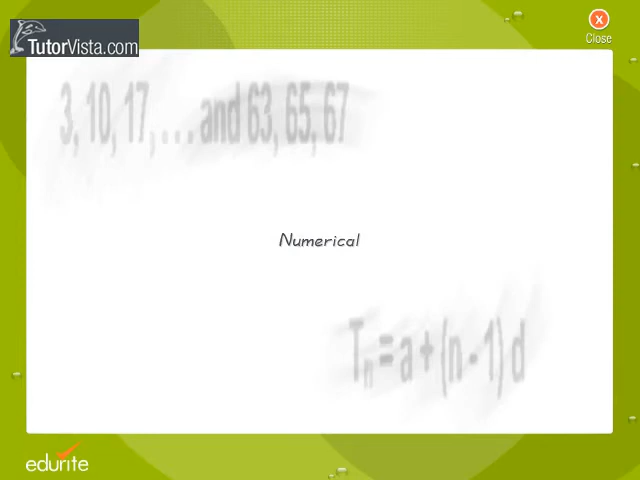 TutorVista.com
x
Close
3, 10, 17, . . . and 63, 65, 67
Numerical
Tn = a + (n - 1) d
edurite